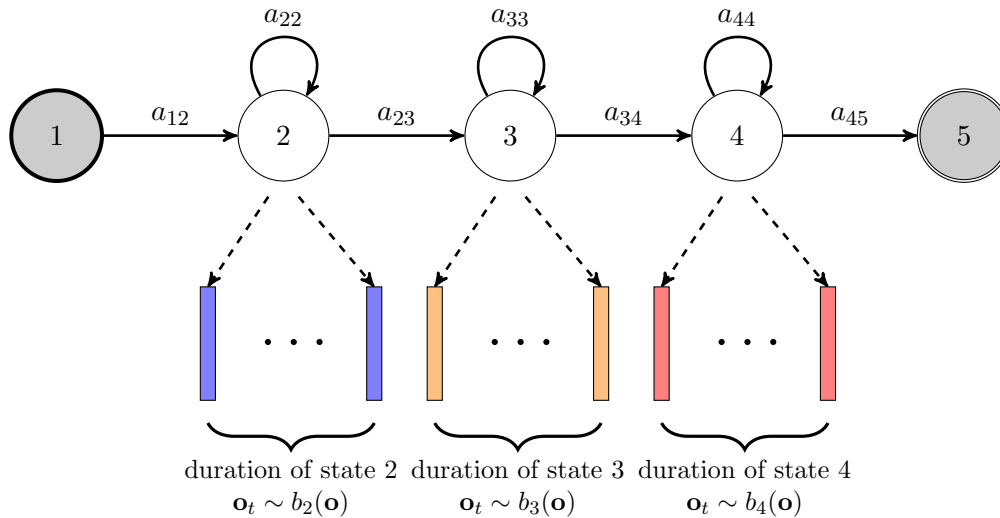 a₂₂ a₃₃ a₄₄
1 a₁₂ 2 a₂₃ 3 a₃₄ 4 a₄₅ 5
duration of state 2 duration of state 3 duration of state 4
𝐨ₜ ∼ b₂(𝐨) 𝐨ₜ ∼ b₃(𝐨) 𝐨ₜ ∼ b₄(𝐨)